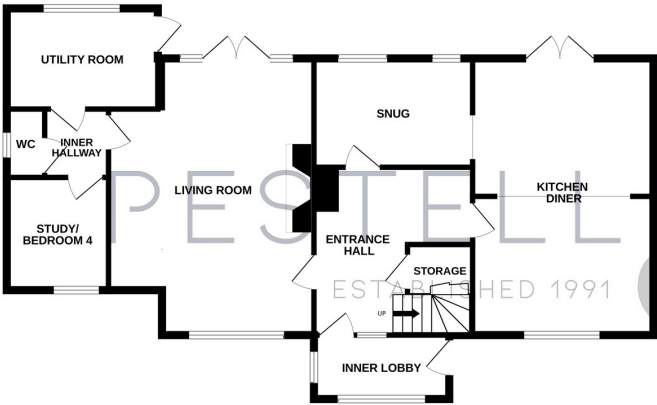 UTILITY ROOM
SNUG
WC
INNER
HALLWAY
LIVING ROOM
KITCHEN
DINER
PESTELL
STUDY/
BEDROOM 4
ENTRANCE
HALL
STORAGE
ESTABLISHED 1991
UP
INNER LOBBY